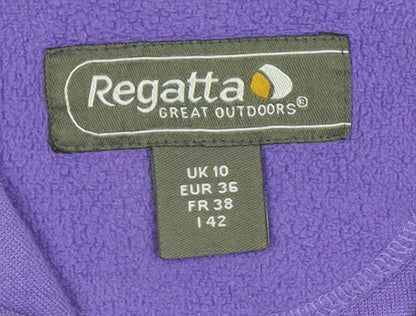 Regatta
GREAT OUTDOORS®
UK 10
EUR 36
FR 38
I 42